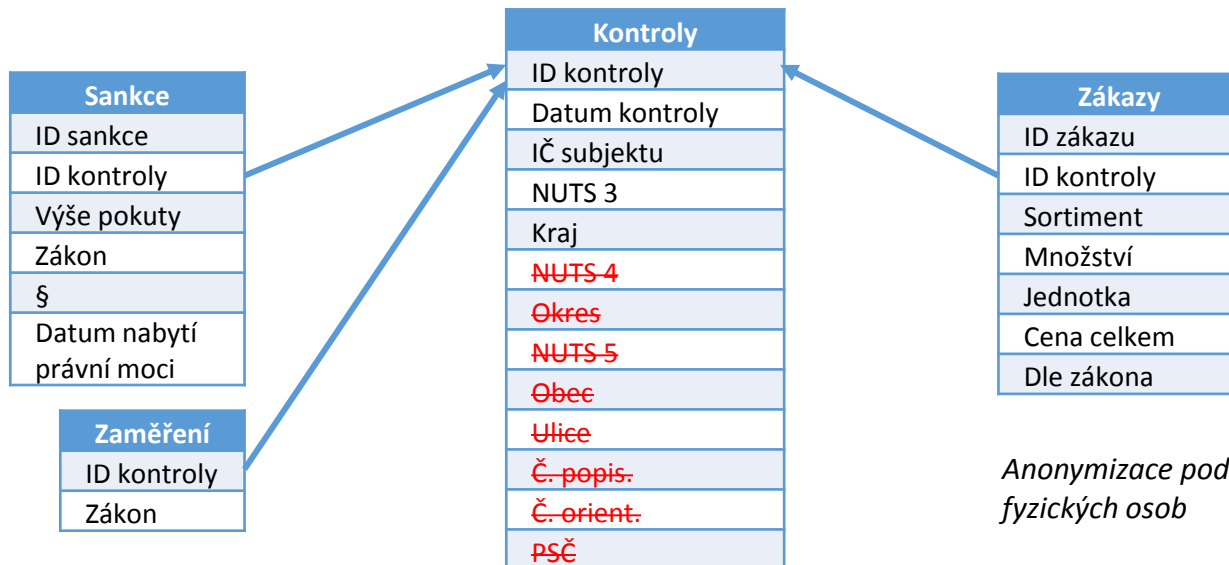 Sankce
ID sankce
ID kontroly
Výše pokuty
Zákon
§
Datum nabytí
právní moci
Zaměření
ID kontroly
Zákon
Kontroly
ID kontroly
Datum kontroly
IČ subjektu
NUTS 3
Kraj
NUTS 4
Okres
NUTS 5
Obec
Ulice
Č. popis.
Č. orient.
PSČ
Zákazy
ID zákazu
ID kontroly
Sortiment
Množství
Jednotka
Cena celkem
Dle zákona
Anonymizace pod
fyzických osob